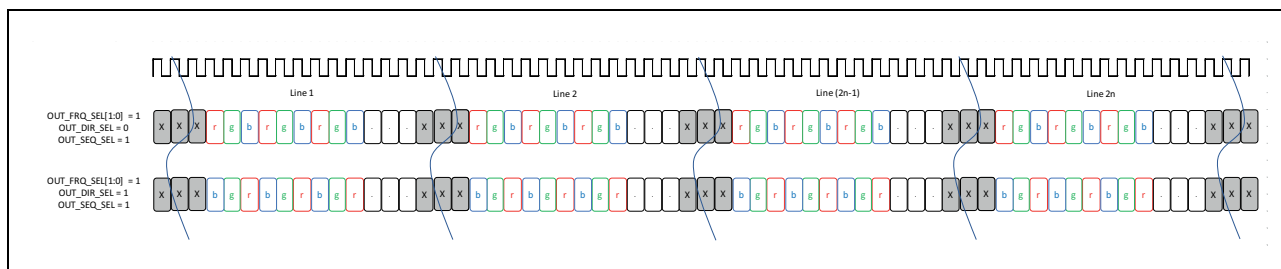 Line 1 Line 2 Line (2n-1) Line 2n
OUT_FRQ_SEL[1:0] = 1
OUT_DIR_SEL = 0
OUT_SEQ_SEL = 1
X X X r g b r g b r g b . . . X X X r g b r g b r g b . . . X X X r g b r g b r g b . . . X X X r g b r g b r g b . . . X X X
OUT_FRQ_SEL[1:0] = 1
OUT_DIR_SEL = 1
OUT_SEQ_SEL = 1
X X X b g r b g r b g r . . . X X X b g r b g r b g r . . . X X X b g r b g r b g r . . . X X X b g r b g r b g r . . . X X X